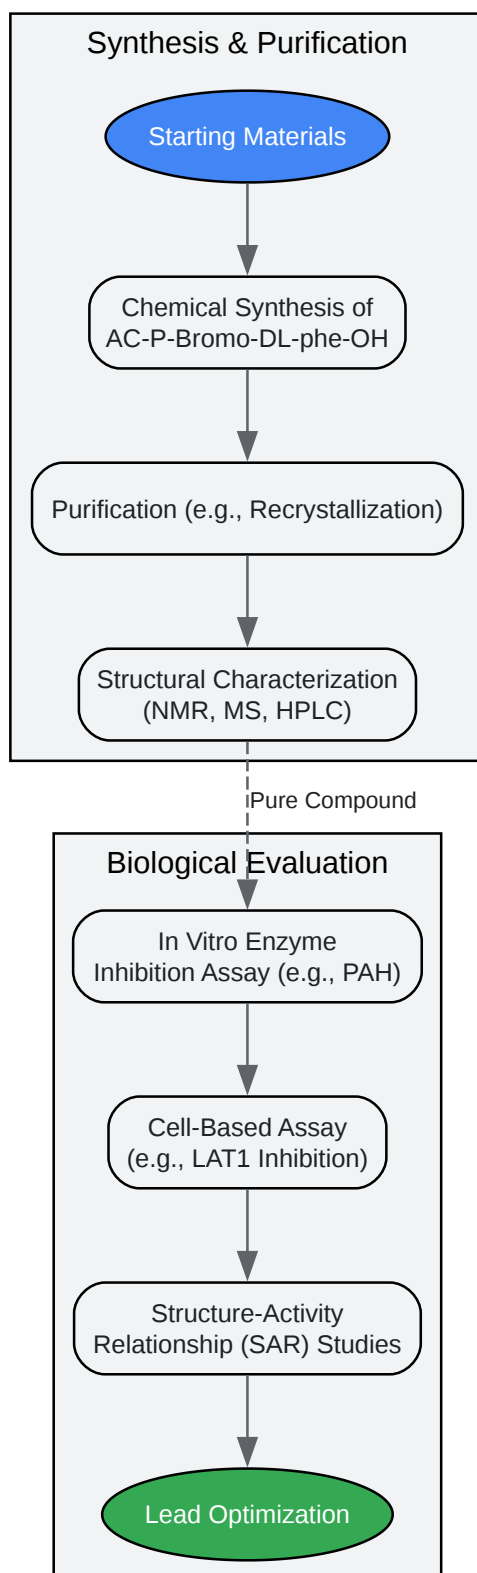 Synthesis & Purification
Starting Materials
Chemical Synthesis of
AC-P-Bromo-DL-phe-OH
Purification (e.g., Recrystallization)
Structural Characterization
(NMR, MS, HPLC)
Pure Compound
Biological Evaluation
In Vitro Enzyme
Inhibition Assay (e.g., PAH)
Cell-Based Assay
(e.g., LAT1 Inhibition)
Structure-Activity
Relationship (SAR) Studies
Lead Optimization